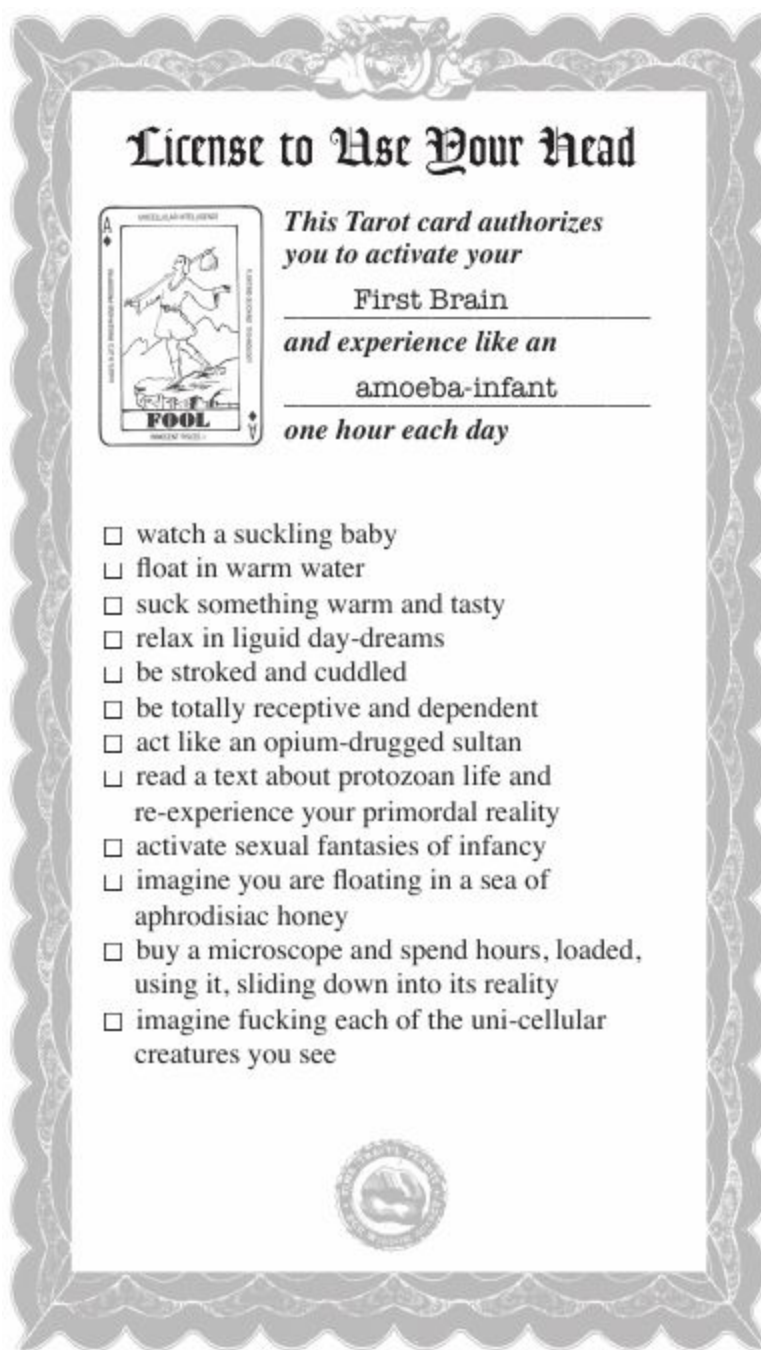 License to Use Your Head
A
UNICELLULAR INTELLIGENCE
FOOL
A
This Tarot card authorizes
you to activate your
First Brain
and experience like an
amoeba-infant
one hour each day
watch a suckling baby
float in warm water
suck something warm and tasty
relax in liguid day-dreams
be stroked and cuddled
be totally receptive and dependent
act like an opium-drugged sultan
read a text about protozoan life and
re-experience your primordal reality
activate sexual fantasies of infancy
imagine you are floating in a sea of
aphrodisiac honey
buy a microscope and spend hours, loaded,
using it, sliding down into its reality
imagine fucking each of the uni-cellular
creatures you see